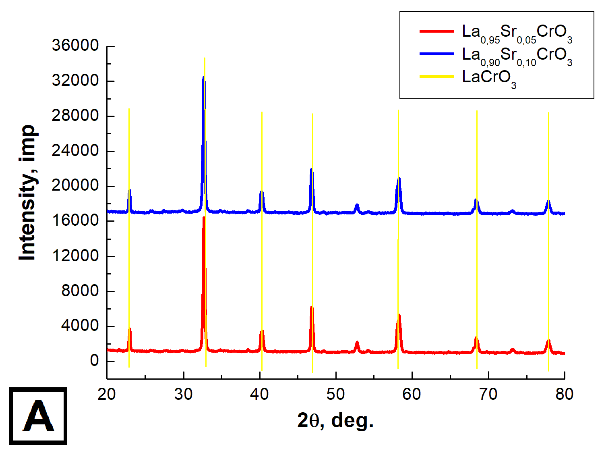 La0,95Sr0,05CrO3
La0,90Sr0,10CrO3
LaCrO3
36000
32000
28000
24000
20000
16000
12000
8000
4000
0
Intensity, imp
20 30 40 50 60 70 80
2θ, deg.
A